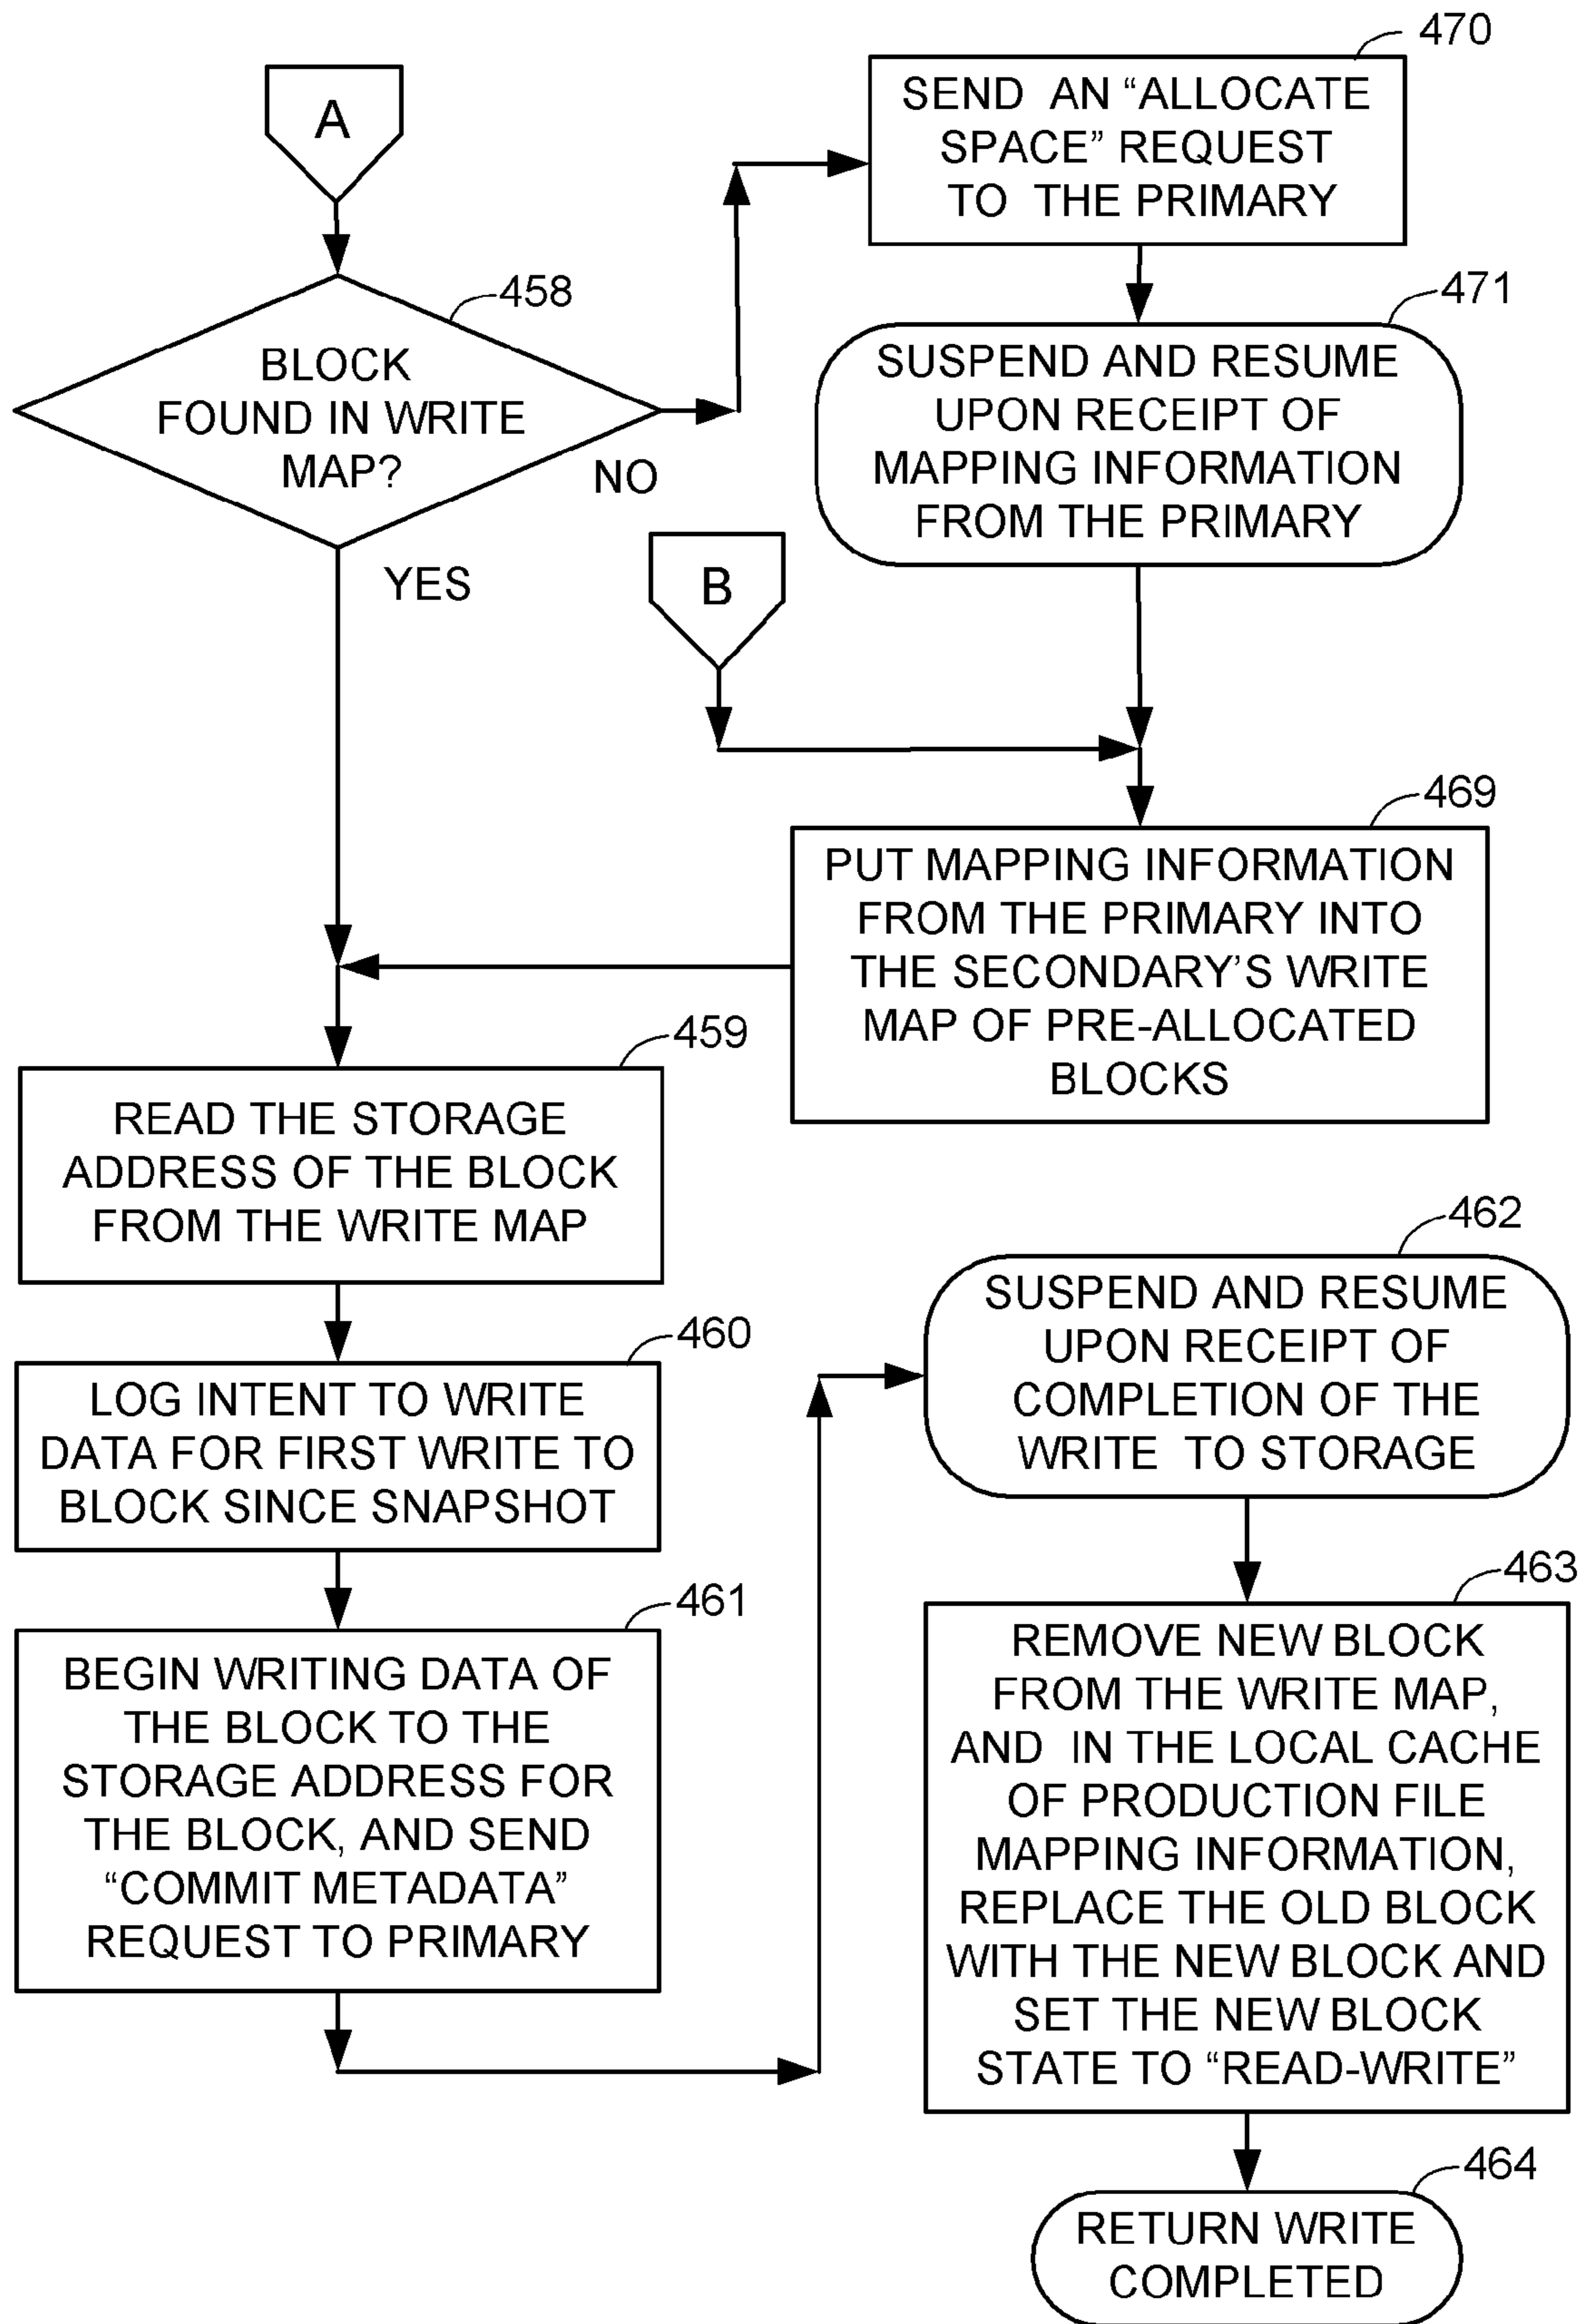 A
458
BLOCK
FOUND IN WRITE
MAP?
NO
YES
470
SEND AN “ALLOCATE
SPACE” REQUEST
TO THE PRIMARY
471
SUSPEND AND RESUME
UPON RECEIPT OF
MAPPING INFORMATION
FROM THE PRIMARY
B
469
PUT MAPPING INFORMATION
FROM THE PRIMARY INTO
THE SECONDARY’S WRITE
MAP OF PRE-ALLOCATED
BLOCKS
459
READ THE STORAGE
ADDRESS OF THE BLOCK
FROM THE WRITE MAP
460
LOG INTENT TO WRITE
DATA FOR FIRST WRITE TO
BLOCK SINCE SNAPSHOT
461
BEGIN WRITING DATA OF
THE BLOCK TO THE
STORAGE ADDRESS FOR
THE BLOCK, AND SEND
“COMMIT METADATA”
REQUEST TO PRIMARY
462
SUSPEND AND RESUME
UPON RECEIPT OF
COMPLETION OF THE
WRITE TO STORAGE
463
REMOVE NEW BLOCK
FROM THE WRITE MAP,
AND IN THE LOCAL CACHE
OF PRODUCTION FILE
MAPPING INFORMATION,
REPLACE THE OLD BLOCK
WITH THE NEW BLOCK AND
SET THE NEW BLOCK
STATE TO “READ-WRITE”
464
RETURN WRITE
COMPLETED